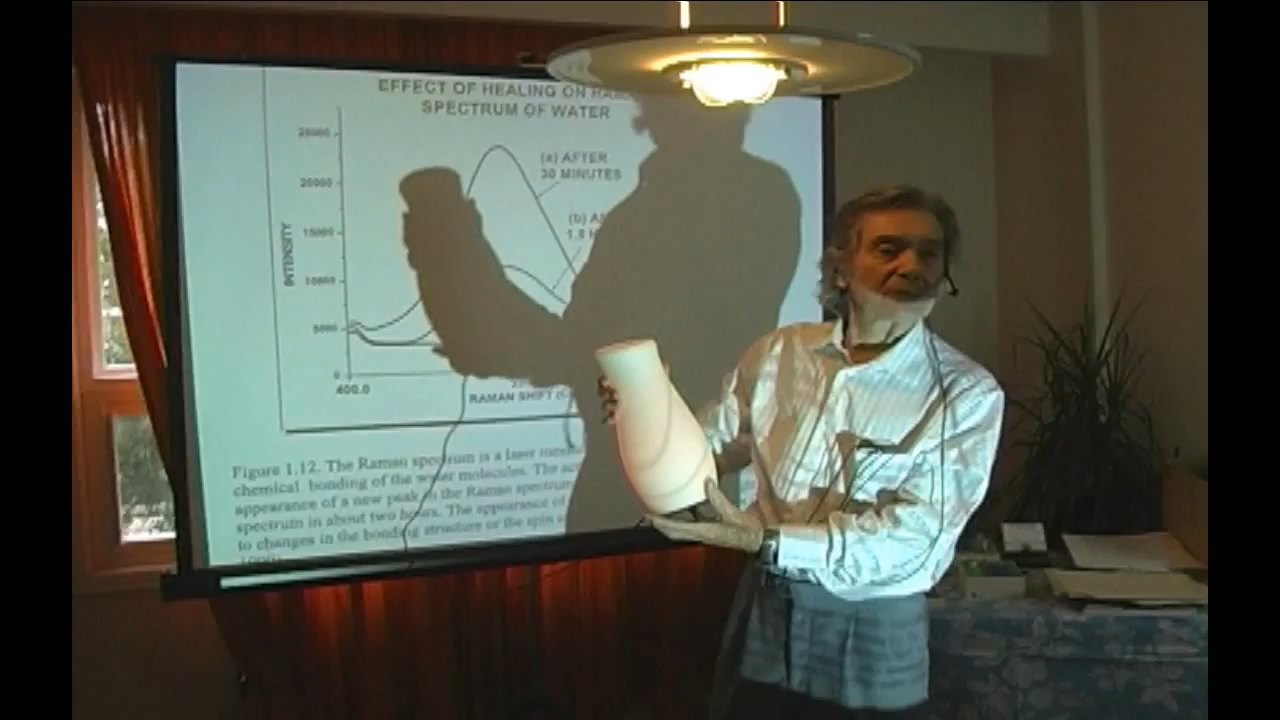 EFFECT OF HEALING ON
SPECTRUM OF WATER
25000
20000
15000
10000
5000
0
INTENSITY
(a) AFTER
30 MINUTES
(b)
400.0
RAMAN SHIFT
Figure 1.12. The Raman spectrum is a laser
chemical bonding of the water molecules. The
appearance of a new peak in the Raman spectrum
spectrum in about two hours. The appearance of
to changes in the bonding structure or the spin